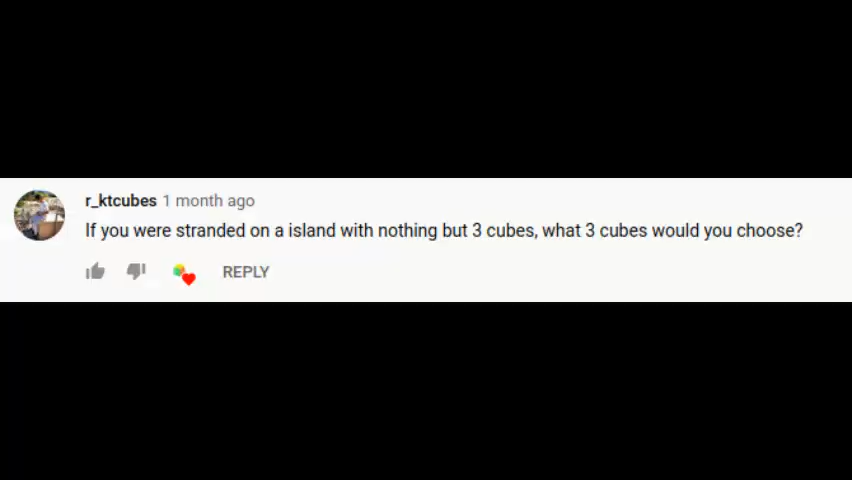 r_ktcubes 1 month ago
If you were stranded on a island with nothing but 3 cubes, what 3 cubes would you choose?
REPLY